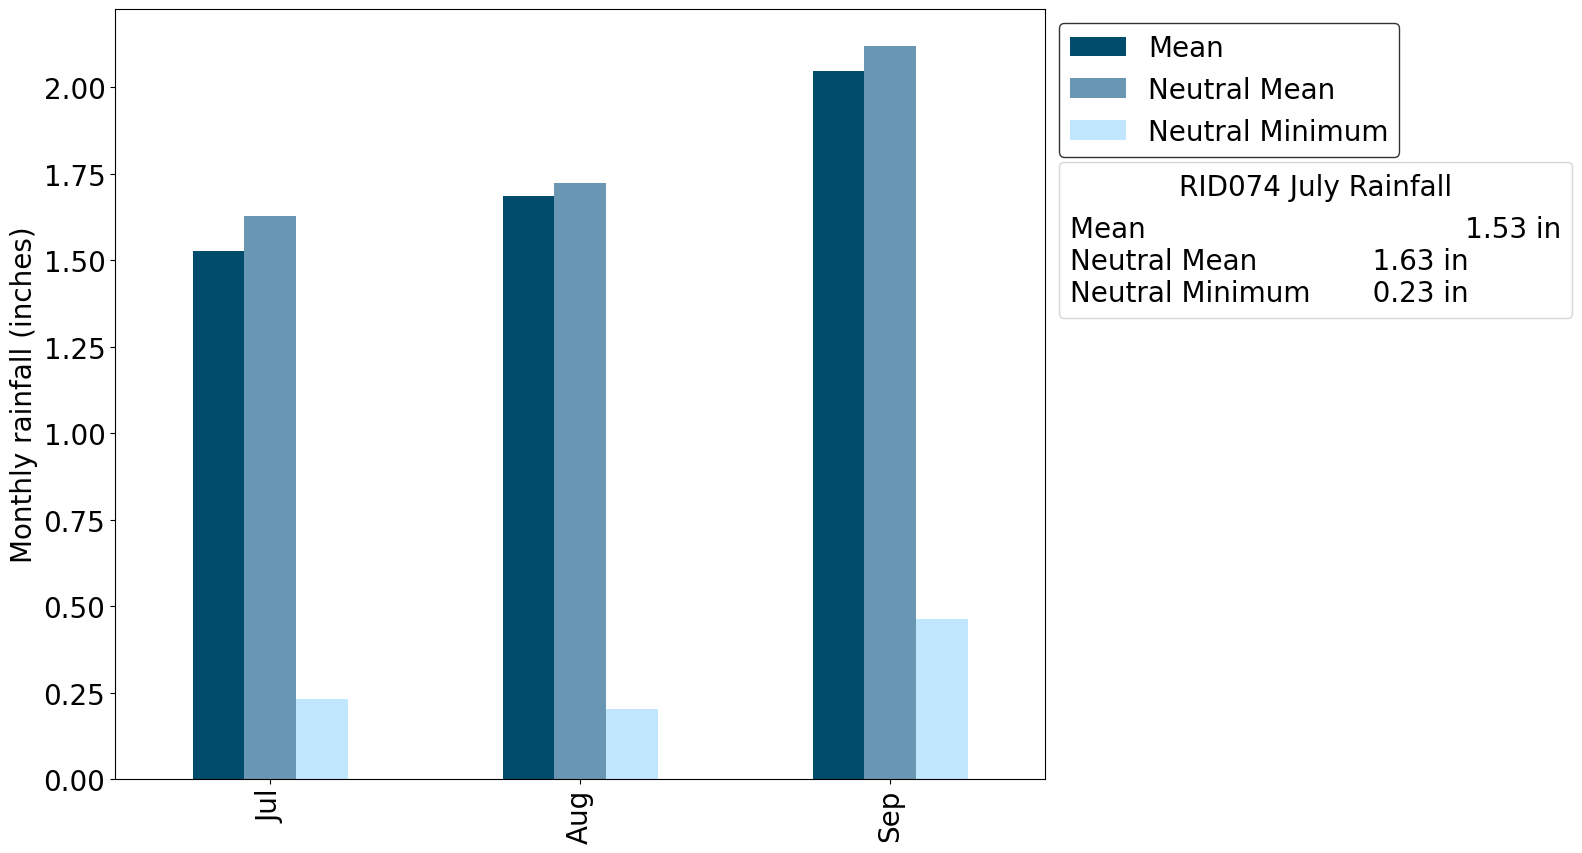 Monthly rainfall (inches)
2.00
1.75
1.50
1.25
1.00
0.75
0.50
0.25
0.00
Jul
Aug
Sep
Mean
Neutral Mean
Neutral Minimum
RID074 July Rainfall
Mean 1.53 in
Neutral Mean 1.63 in
Neutral Minimum 0.23 in